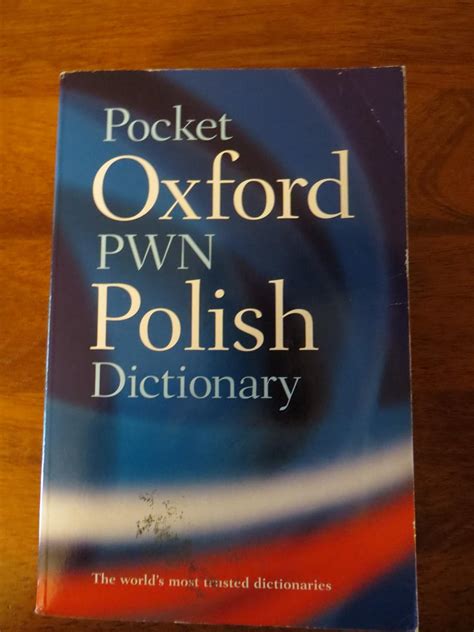 Pocket
Oxford
PWN
Polish
Dictionary
The world's most trusted dictionaries